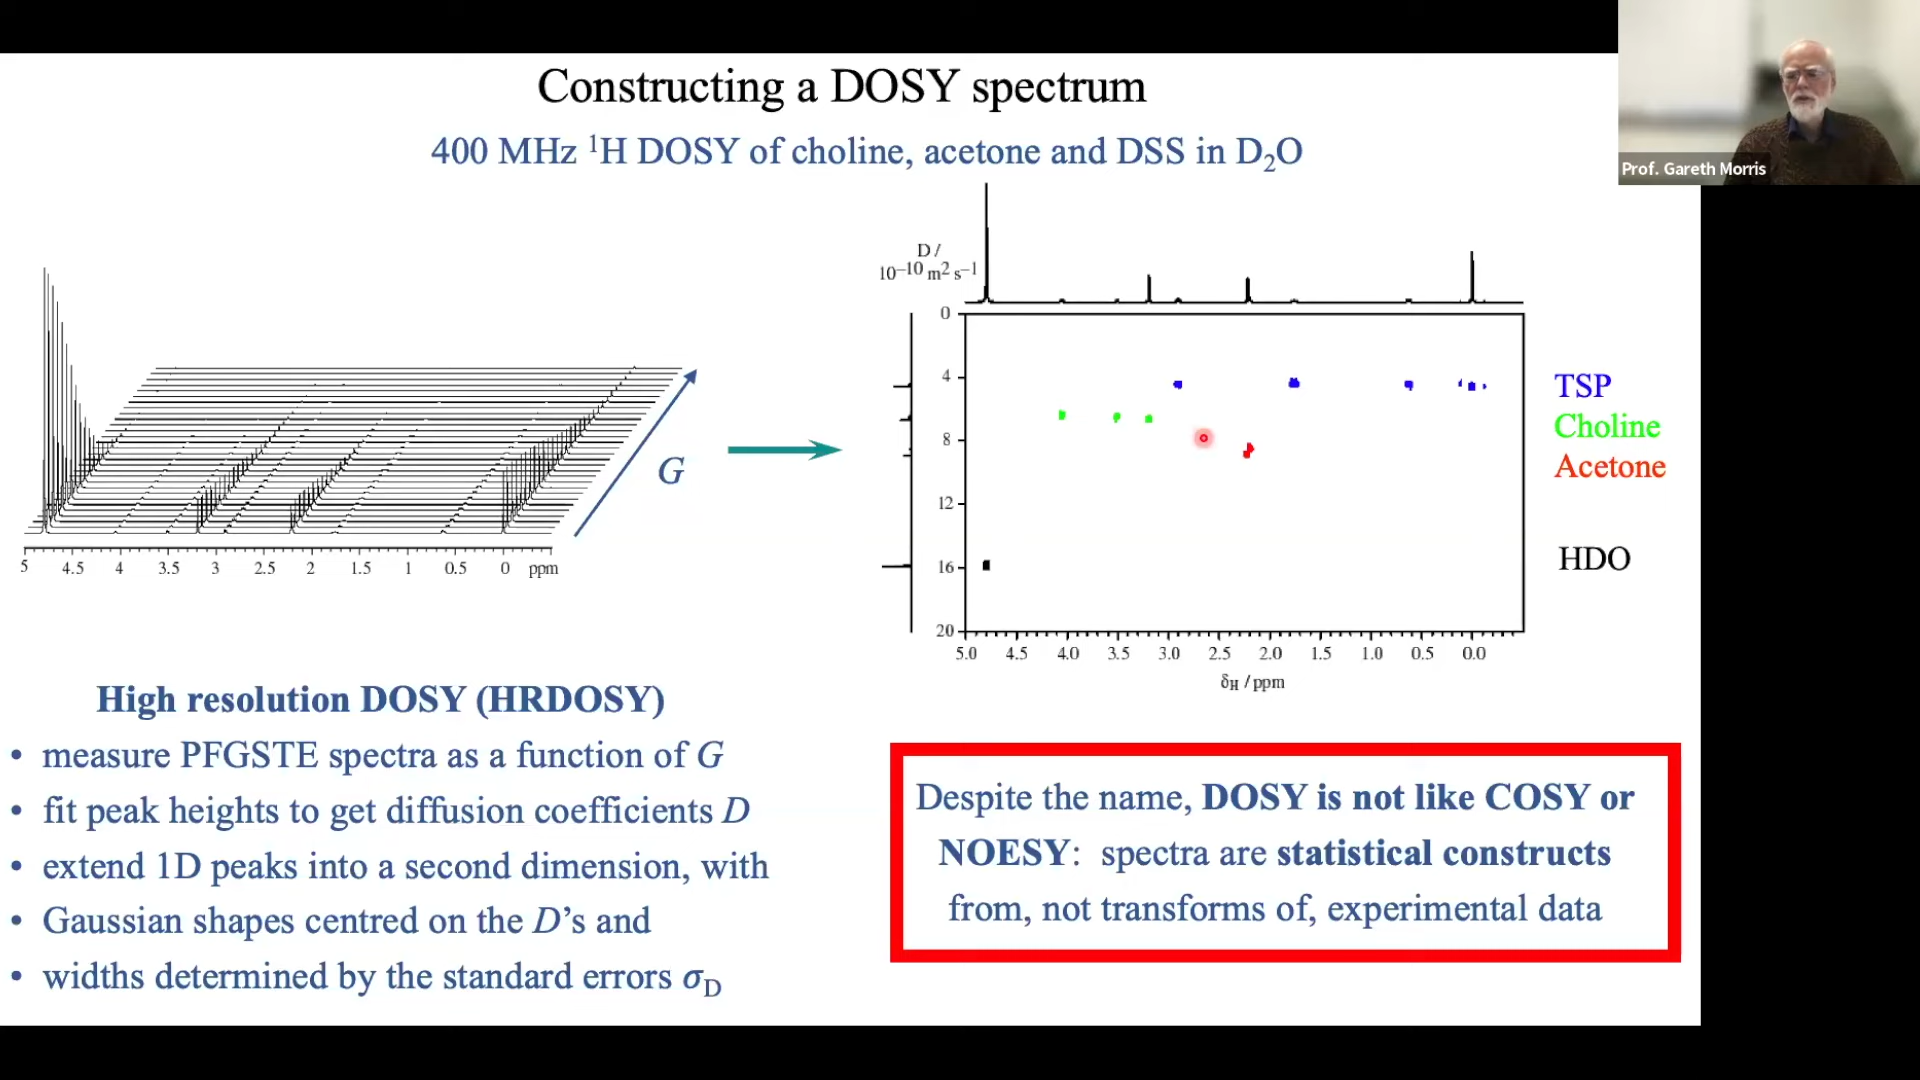 Constructing a DOSY spectrum
400 MHz ¹H DOSY of choline, acetone and DSS in D₂O
Prof. Gareth Morris
G
5 4.5 4 3.5 3 2.5 2 1.5 1 0.5 0 ppm
D /
10⁻¹⁰ m² s⁻¹
0
4
8
12
16
20
5.0 4.5 4.0 3.5 3.0 2.5 2.0 1.5 1.0 0.5 0.0
δH / ppm
TSP
Choline
Acetone
HDO
High resolution DOSY (HRDOSY)
• measure PFGSTE spectra as a function of G
• fit peak heights to get diffusion coefficients D
• extend 1D peaks into a second dimension, with
• Gaussian shapes centred on the D’s and
• widths determined by the standard errors σD
Despite the name, DOSY is not like COSY or
NOESY: spectra are statistical constructs
from, not transforms of, experimental data